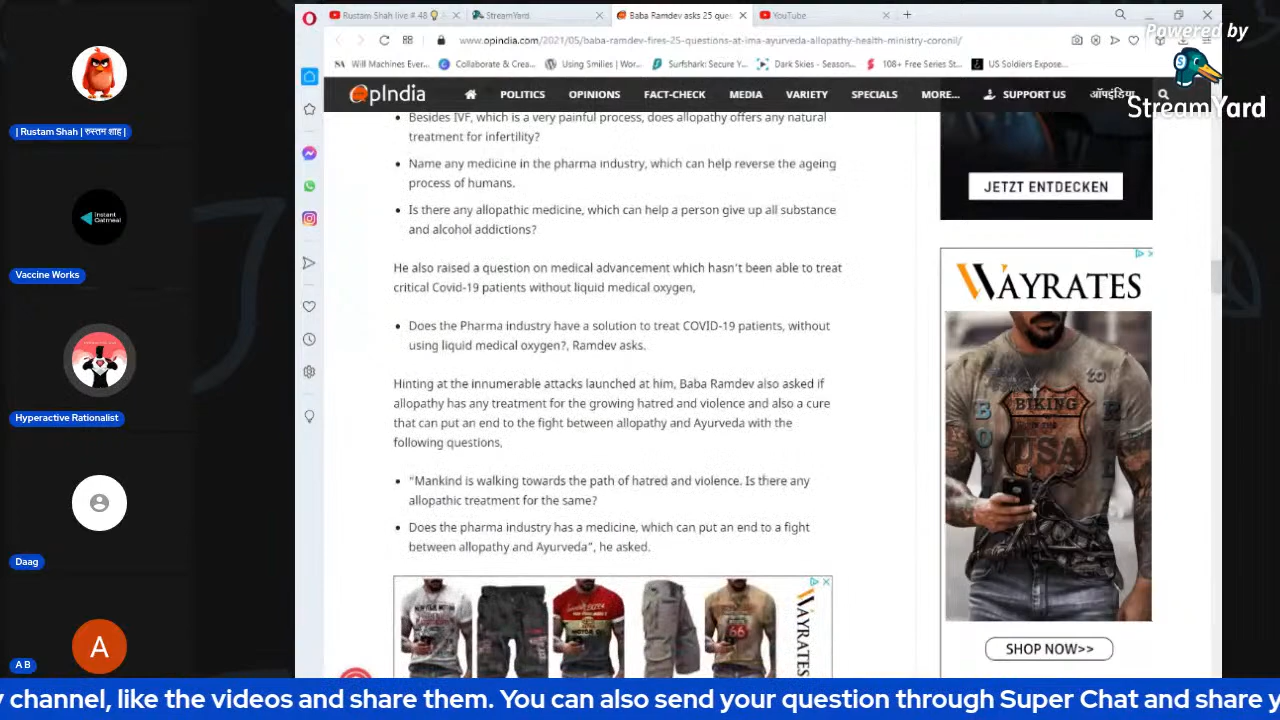 Rustam Shah live # 48
StreamYard
Baba Ramdev asks 25 ques
YouTube
www.opindia.com/2021/05/baba-ramdev-fires-25-questions-at-ima-ayurveda-allopathy-health-ministry-coronil/
Powered by
StreamYard
Will Machines Ever...
Collaborate & Crea...
Using Smilies | Wor...
Surfshark: Secure Y...
Dark Skies - Season...
108+ Free Series St...
US Soldiers Expose...
OpIndia
POLITICS
OPINIONS
FACT-CHECK
MEDIA
VARIETY
SPECIALS
MORE...
SUPPORT US
ऑपइंडिया
| Rustam Shah | रुस्तम शाह |
Instant
Oatmeal
Vaccine Works
Hyperactive Rationalist
Daag
A
A B
Besides IVF, which is a very painful process, does allopathy offers any natural
treatment for infertility?
Name any medicine in the pharma industry, which can help reverse the ageing
process of humans.
Is there any allopathic medicine, which can help a person give up all substance
and alcohol addictions?
He also raised a question on medical advancement which hasn't been able to treat
critical Covid-19 patients without liquid medical oxygen,
Does the Pharma industry have a solution to treat COVID-19 patients, without
using liquid medical oxygen?, Ramdev asks.
Hinting at the innumerable attacks launched at him, Baba Ramdev also asked if
allopathy has any treatment for the growing hatred and violence and also a cure
that can put an end to the fight between allopathy and Ayurveda with the
following questions,
"Mankind is walking towards the path of hatred and violence. Is there any
allopathic treatment for the same?
Does the pharma industry has a medicine, which can put an end to a fight
between allopathy and Ayurveda", he asked.
JETZT ENTDECKEN
WAYRATES
to
BIKING
USA
SHOP NOW>>
WAYRATES
66
y channel, like the videos and share them. You can also send your question through Super Chat and share y